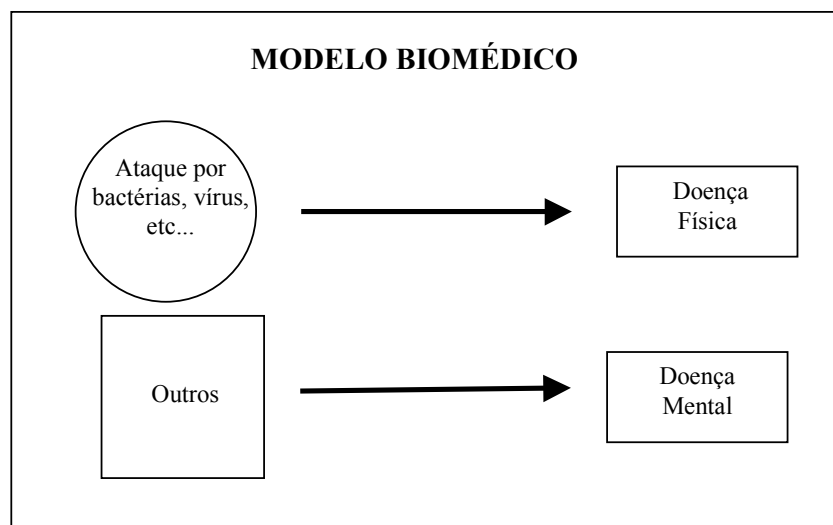 MODELO BIOMÉDICO
Ataque por
bactérias, vírus,
etc...
Doença
Física
Outros
Doença
Mental